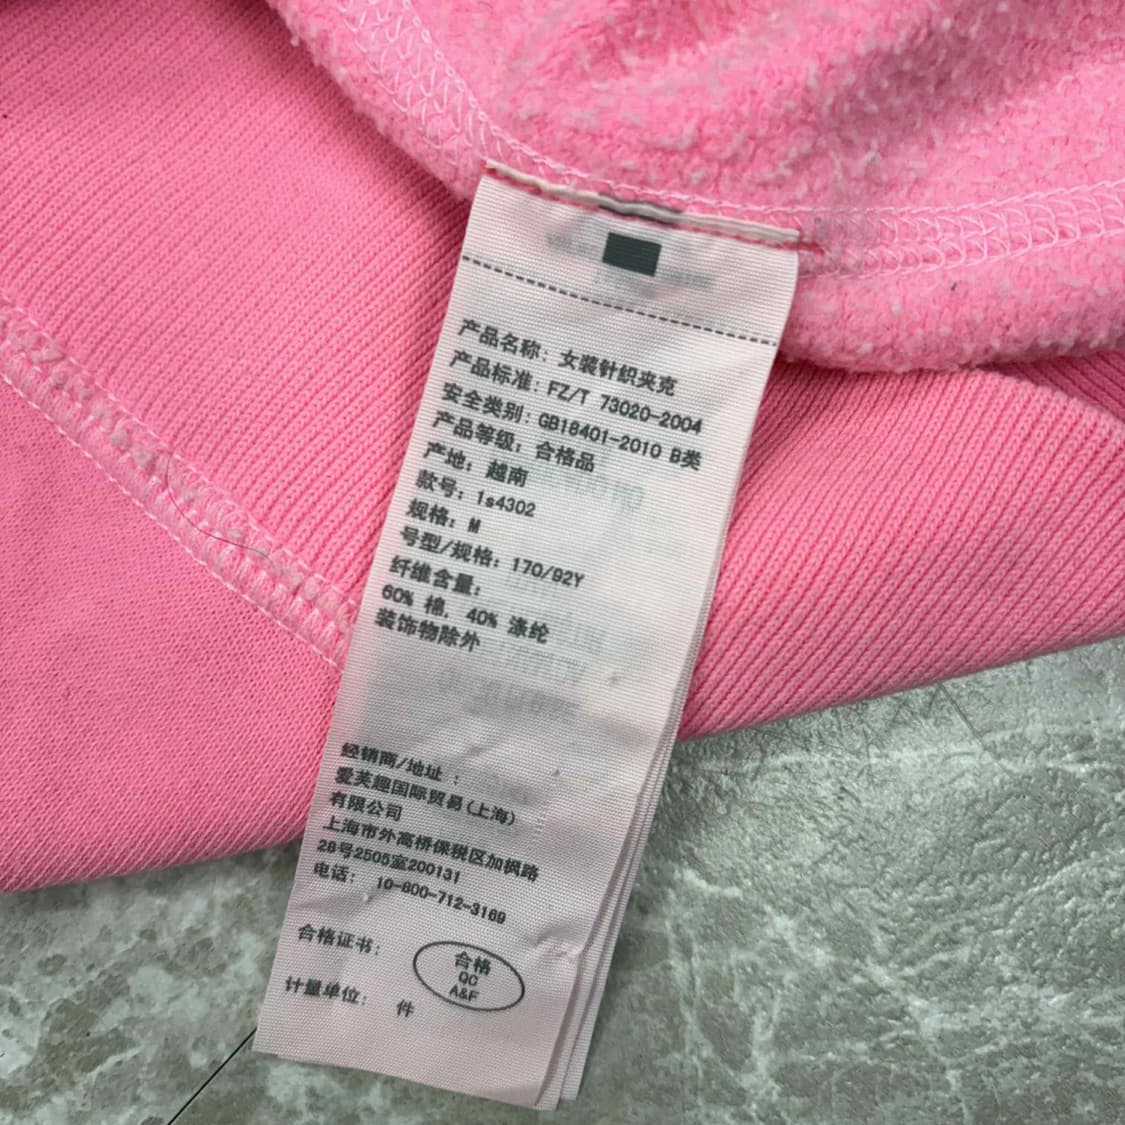 产品名称: 女装针织夹克
产品标准: FZ/T 73020-2004
安全类别: GB18401-2010 B类
产品等级: 合格品
产地: 越南
款号: 1s4302
规格: M
号型/规格: 170/92Y
纤维含量:
60% 棉, 40% 涤纶
装饰物除外
经销商/地址 :
爱芙趣国际贸易(上海)
有限公司
上海市外高桥保税区加枫路
28号2505室200131
电话: 10-800-712-3169
合格证书:
合格
QC
A&F
计量单位: 件